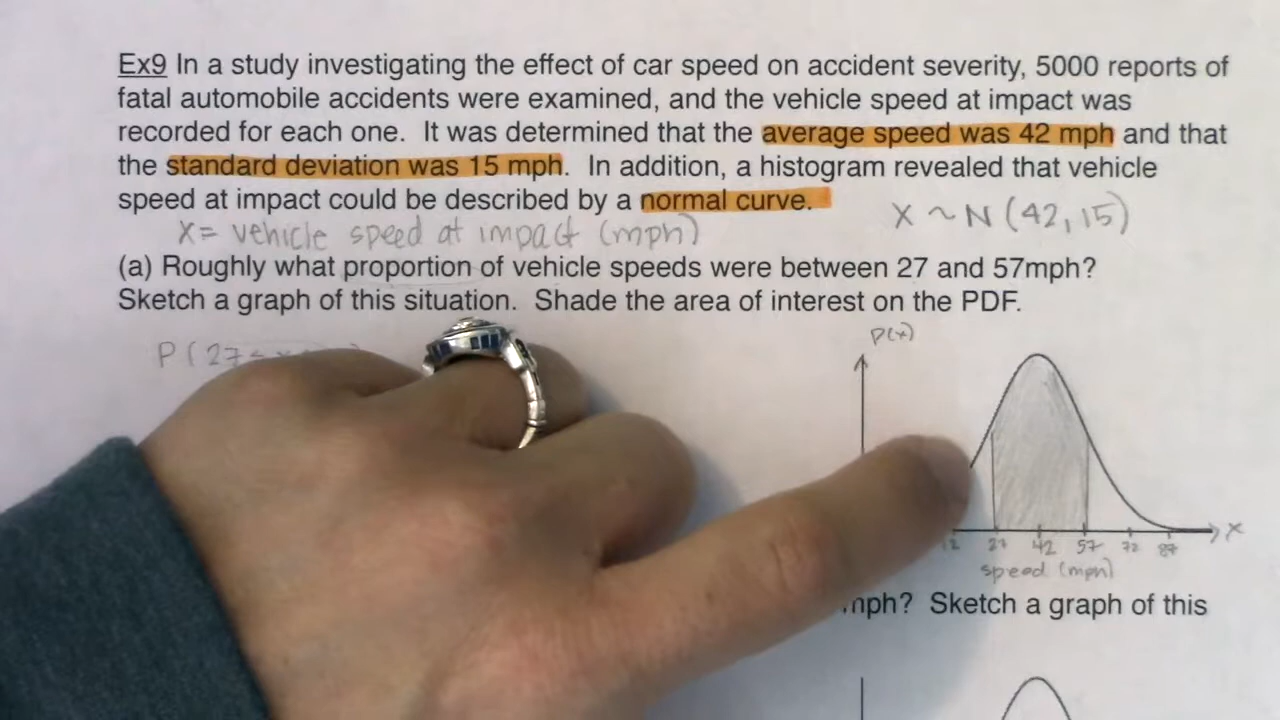 Ex9 In a study investigating the effect of car speed on accident severity, 5000 reports of
fatal automobile accidents were examined, and the vehicle speed at impact was
recorded for each one. It was determined that the average speed was 42 mph and that
the standard deviation was 15 mph. In addition, a histogram revealed that vehicle
speed at impact could be described by a normal curve.
X ~ N (42, 15)
x = vehicle speed at impact (mph)
(a) Roughly what proportion of vehicle speeds were between 27 and 57mph?
Sketch a graph of this situation. Shade the area of interest on the PDF.
P(x)
P(27
27 42 57 72 87 X
speed (mph)
mph? Sketch a graph of this